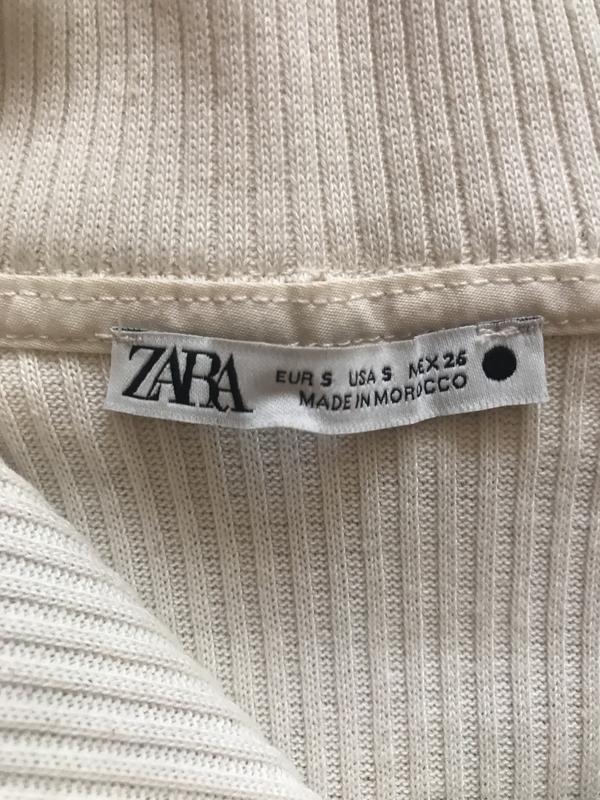 ZARA
EUR S USA S MEX 26
MADE IN MOROCCO